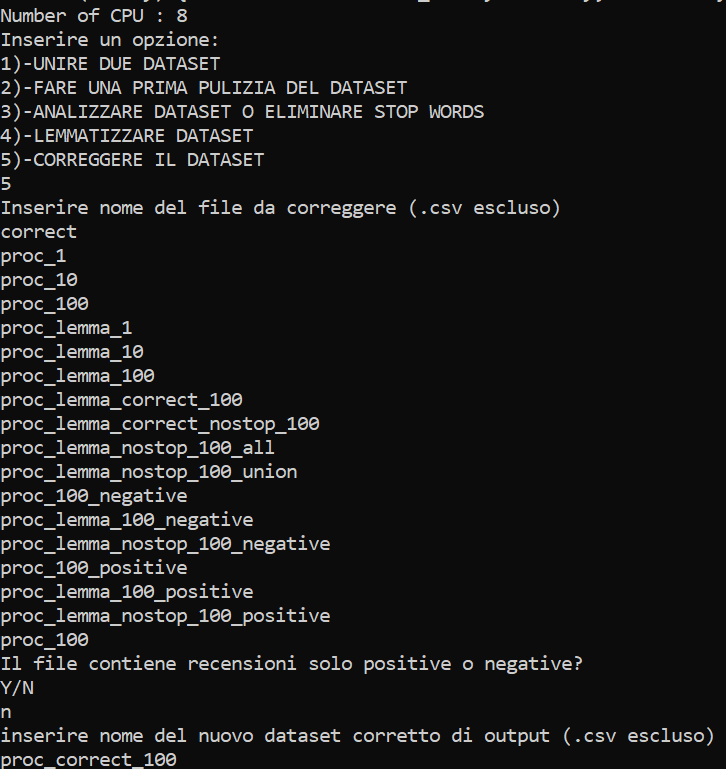 Number of CPU : 8
Inserire un opzione:
1)-UNIRE DUE DATASET
2)-FARE UNA PRIMA PULIZIA DEL DATASET
3)-ANALIZZARE DATASET O ELIMINARE STOP WORDS
4)-LEMMATIZZARE DATASET
5)-CORREGGERE IL DATASET
5
Inserire nome del file da correggere (.csv escluso)
correct
proc_1
proc_10
proc_100
proc_lemma_1
proc_lemma_10
proc_lemma_100
proc_lemma_correct_100
proc_lemma_correct_nostop_100
proc_lemma_nostop_100_all
proc_lemma_nostop_100_union
proc_100_negative
proc_lemma_100_negative
proc_lemma_nostop_100_negative
proc_100_positive
proc_lemma_100_positive
proc_lemma_nostop_100_positive
proc_100
Il file contiene recensioni solo positive o negative?
Y/N
n
inserire nome del nuovo dataset corretto di output (.csv escluso)
proc_correct_100